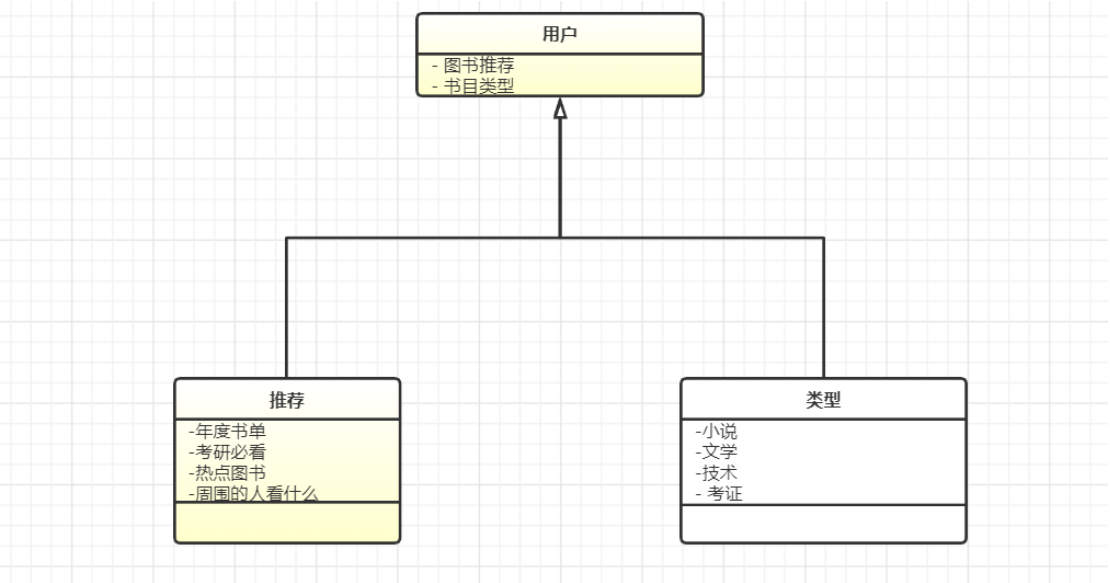 用户
- 图书推荐
- 书目类型
推荐
-年度书单
-考研必看
-热点图书
-周围的人看什么
类型
-小说
-文学
-技术
- 考证